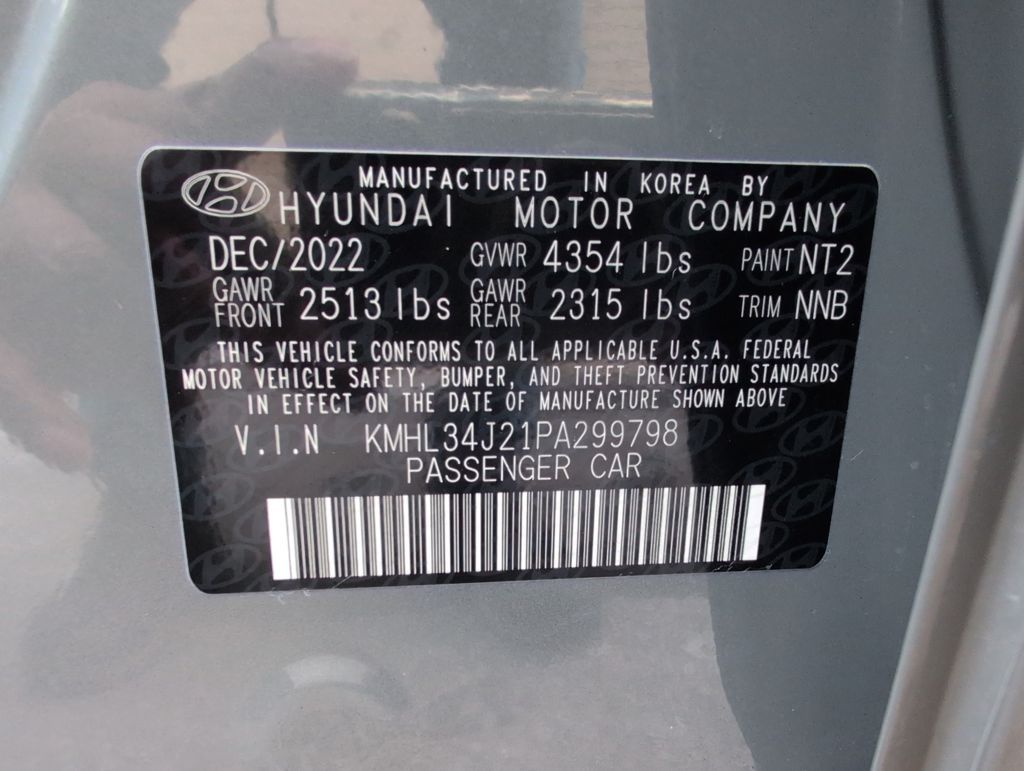 MANUFACTURED IN KOREA BY
HYUNDAI MOTOR COMPANY
DEC/2022 GVWR 4354 lbs PAINT NT2
GAWR FRONT 2513 lbs GAWR REAR 2315 lbs TRIM NNB
THIS VEHICLE CONFORMS TO ALL APPLICABLE U.S.A. FEDERAL
MOTOR VEHICLE SAFETY, BUMPER, AND THEFT PREVENTION STANDARDS
IN EFFECT ON THE DATE OF MANUFACTURE SHOWN ABOVE
V.I.N KMHL34J21PA299798
PASSENGER CAR